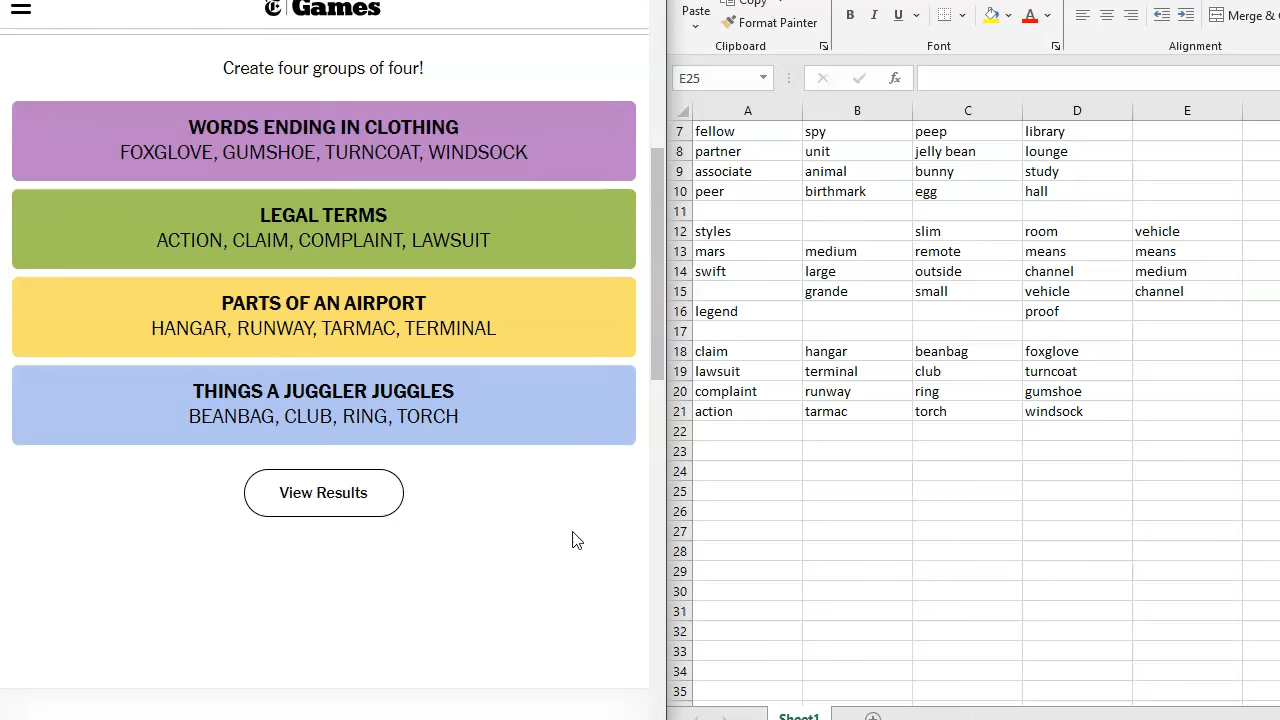 Games
Create four groups of four!
WORDS ENDING IN CLOTHING
FOXGLOVE, GUMSHOE, TURNCOAT, WINDSOCK
LEGAL TERMS
ACTION, CLAIM, COMPLAINT, LAWSUIT
PARTS OF AN AIRPORT
HANGAR, RUNWAY, TARMAC, TERMINAL
THINGS A JUGGLER JUGGLES
BEANBAG, CLUB, RING, TORCH
View Results
Paste Copy
Format Painter
B I U A
Merge &
Clipboard Font Alignment
E25 fx
A B C D E
7 fellow spy peep library
8 partner unit jelly bean lounge
9 associate animal bunny study
10 peer birthmark egg hall
11
12 styles slim room vehicle
13 mars medium remote means means
14 swift large outside channel medium
15 grande small vehicle channel
16 legend proof
17
18 claim hangar beanbag foxglove
19 lawsuit terminal club turncoat
20 complaint runway ring gumshoe
21 action tarmac torch windsock
22
23
24
25
26
27
28
29
30
31
32
33
34
35
Sheet1